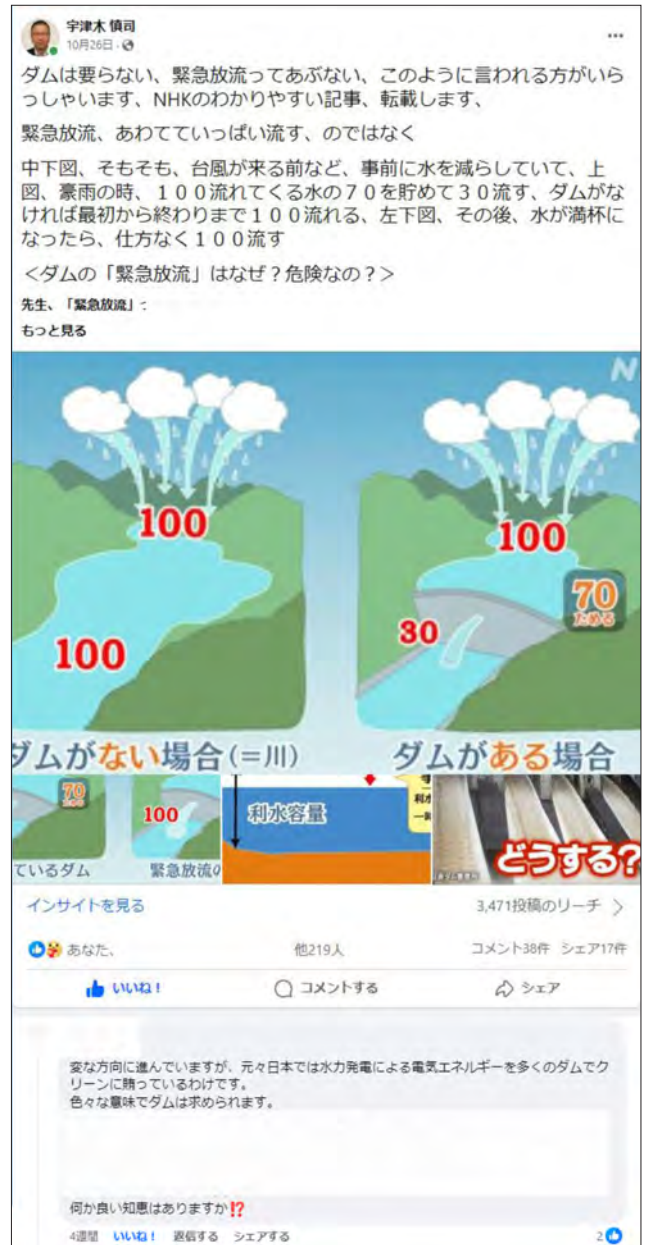 宇津木 慎司
10月26日
ダムは要らない、緊急放流ってあぶない、このように言われる方がいら
っしゃいます、NHKのわかりやすい記事、転載します、
緊急放流、あわてていっぱい流す、のではなく
中下図、そもそも、台風が来る前など、事前に水を減らしていて、上
図、豪雨の時、１００流れてくる水の７０を貯めて３０流す、ダムがな
ければ最初から終わりまで１００流れる、左下図、その後、水が満杯に
なったら、仕方なく１００流す
＜ダムの「緊急放流」はなぜ？危険なの？＞
先生、「緊急放流」
もっと見る
N
100
100
70
ためる
100
30
ダムがない場合(＝川)
ダムがある場合
70
100
利水容量
ているダム
緊急放流の
どうする?
インサイトを見る
3,471投稿のリーチ
あなた、
他219人
コメント38件 シェア17件
いいね！
コメントする
シェア
変な方向に進んでいますが、元々日本では水力発電による電気エネルギーを多くのダムでク
リーンに賄っているわけです。
色々な意味でダムは求められます。
何か良い知恵はありますか⁉
4週間 いいね！ 返信する シェアする
2